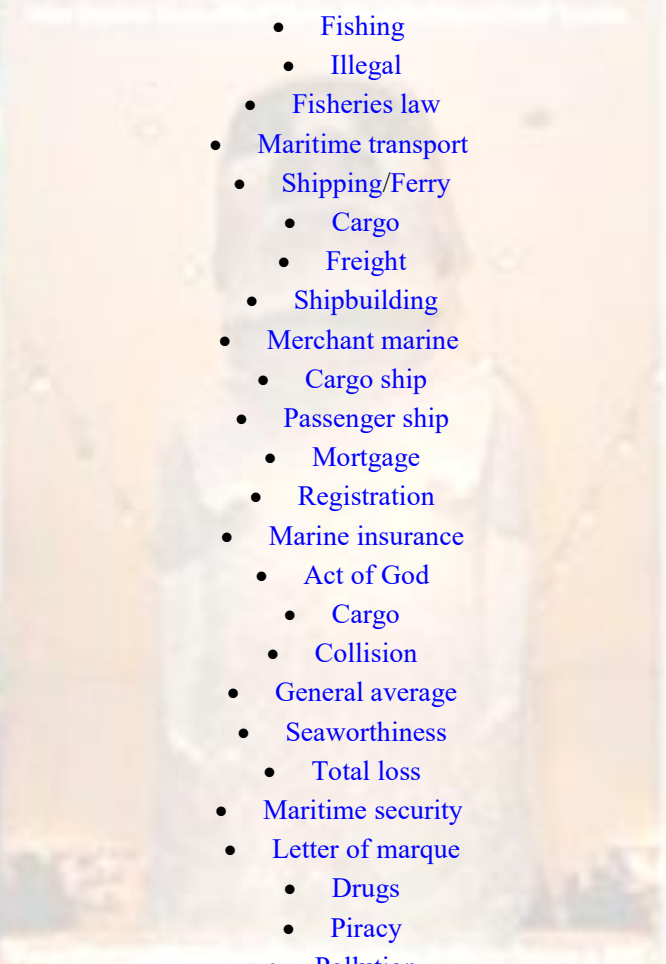 • Fishing
• Illegal
• Fisheries law
• Maritime transport
• Shipping/Ferry
• Cargo
• Freight
• Shipbuilding
• Merchant marine
• Cargo ship
• Passenger ship
• Mortgage
• Registration
• Marine insurance
• Act of God
• Cargo
• Collision
• General average
• Seaworthiness
• Total loss
• Maritime security
• Letter of marque
• Drugs
• Piracy